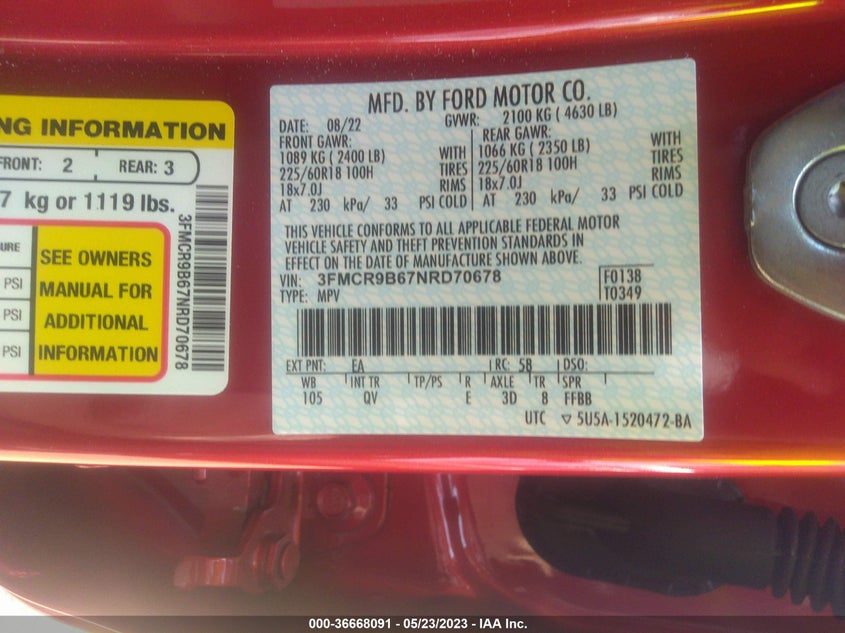 NG INFORMATION
FRONT: 2 REAR: 3
7 kg or 1119 lbs.
PSI
PSI
PSI
SEE OWNERS
MANUAL FOR
ADDITIONAL
INFORMATION
3FMCR9B67NRD70678
MFD. BY FORD MOTOR CO.
DATE: 08/22 GVWR: 2100 KG ( 4630 LB)
FRONT GAWR: REAR GAWR:
1089 KG ( 2400 LB) WITH 1066 KG ( 2350 LB) WITH
225/60R18 100H TIRES 225/60R18 100H TIRES
18x7.0J RIMS 18x7.0J RIMS
AT 230 kPa/ 33 PSI COLD AT 230 kPa/ 33 PSI COLD
THIS VEHICLE CONFORMS TO ALL APPLICABLE FEDERAL MOTOR
VEHICLE SAFETY AND THEFT PREVENTION STANDARDS IN
EFFECT ON THE DATE OF MANUFACTURE SHOWN ABOVE.
VIN: 3FMCR9B67NRD70678 F0138
TYPE: MPV T0349
EXT PNT: EA RC: 58 DSO:
WB INT TR TP/PS R AXLE TR SPR
105 QV E 3D 8 FFBB
UTC ▽ 5U5A-1520472-BA
000-36668091 - 05/23/2023 - IAA Inc.